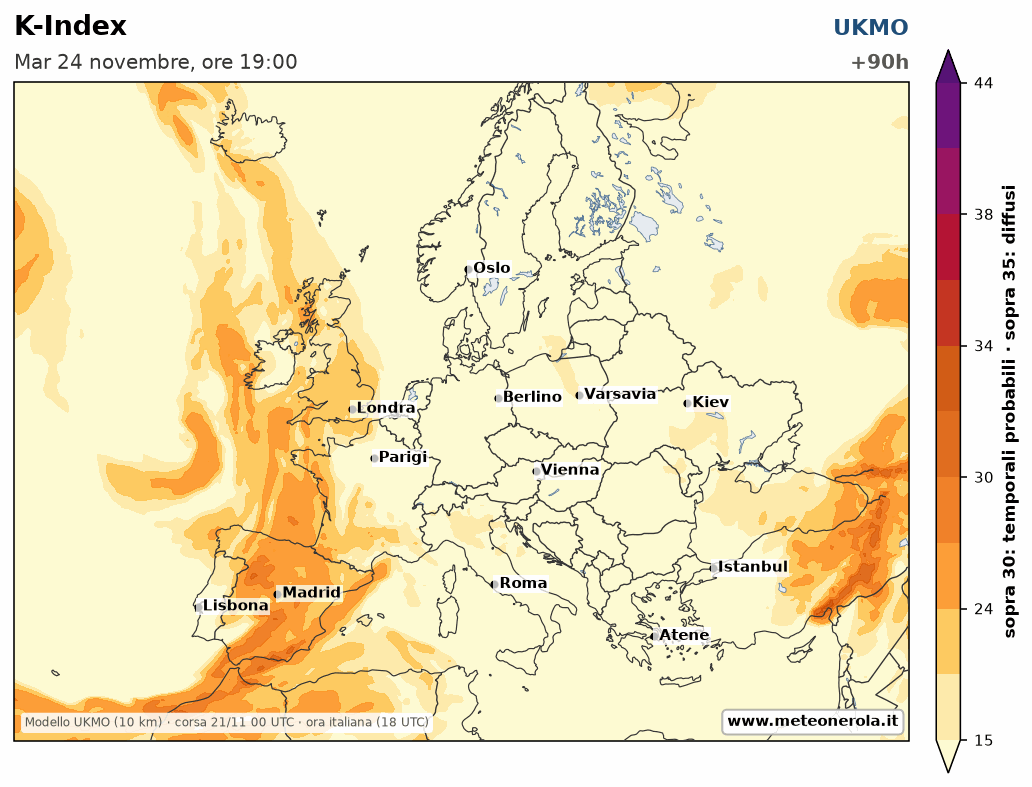 K-Index
UKMO
Mar 24 novembre, ore 19:00
+90h
44
38
34
30
24
15
sopra 30: temporali probabili · sopra 35: diffusi
Oslo
Berlino
Varsavia
Kiev
Londra
Parigi
Vienna
Istanbul
Roma
Madrid
Lisbona
Atene
Modello UKMO (10 km) · corsa 21/11 00 UTC · ora italiana (18 UTC)
www.meteonerola.it